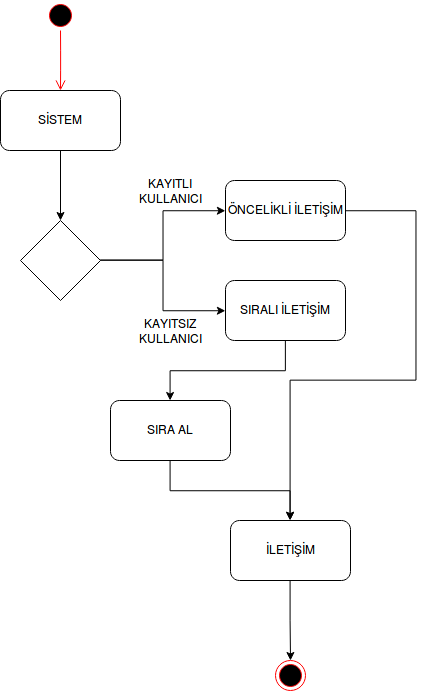 SİSTEM
KAYITLI
KULLANICI
ÖNCELİKLİ İLETİŞİM
SIRALI İLETİŞİM
KAYITSIZ
KULLANICI
SIRA AL
İLETİŞİM